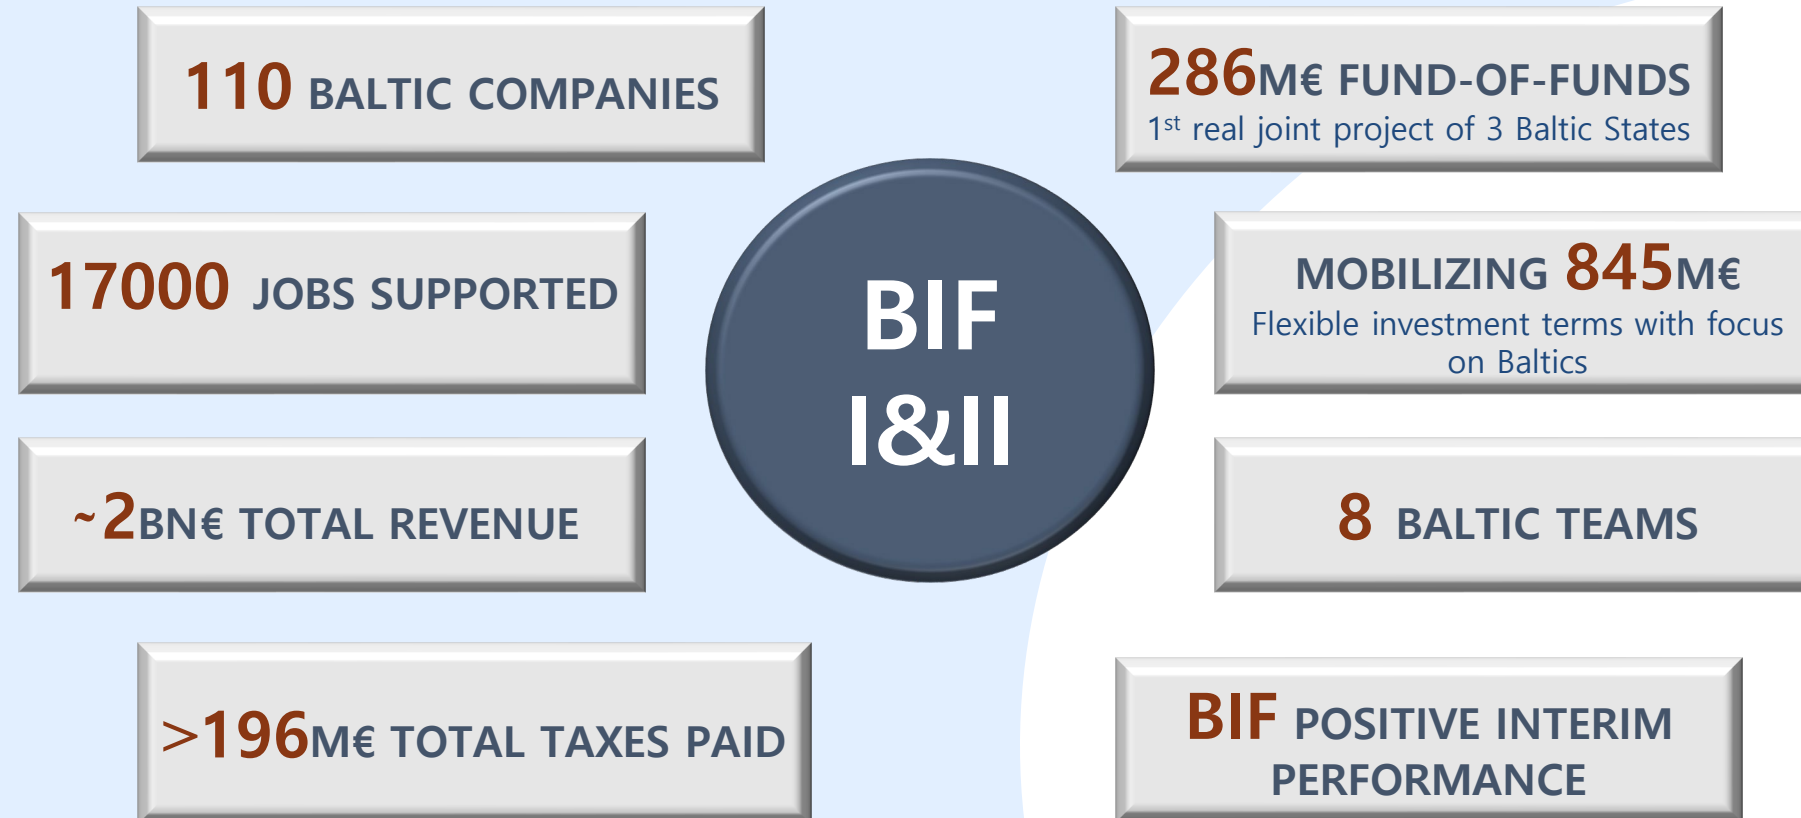 110 BALTIC COMPANIES
17000 JOBS SUPPORTED
~2BN€ TOTAL REVENUE
>196M€ TOTAL TAXES PAID
BIF
I&II
286M€ FUND-OF-FUNDS
1st real joint project of 3 Baltic States
MOBILIZING 845M€
Flexible investment terms with focus
on Baltics
8 BALTIC TEAMS
BIF POSITIVE INTERIM
PERFORMANCE